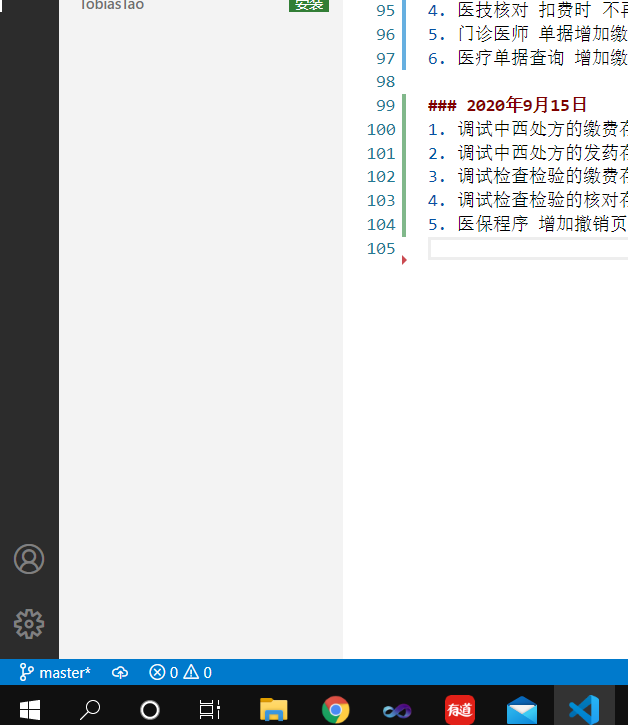 TobiasTao
安装
95 4. 医技核对 扣费时 不再
96 5. 门诊医师 单据增加缴
97 6. 医疗单据查询 增加缴
98
99 ### 2020年9月15日
100 1. 调试中西处方的缴费在
101 2. 调试中西处方的发药在
102 3. 调试检查检验的缴费在
103 4. 调试检查检验的核对在
104 5. 医保程序 增加撤销页
105
master* 0 0
有道